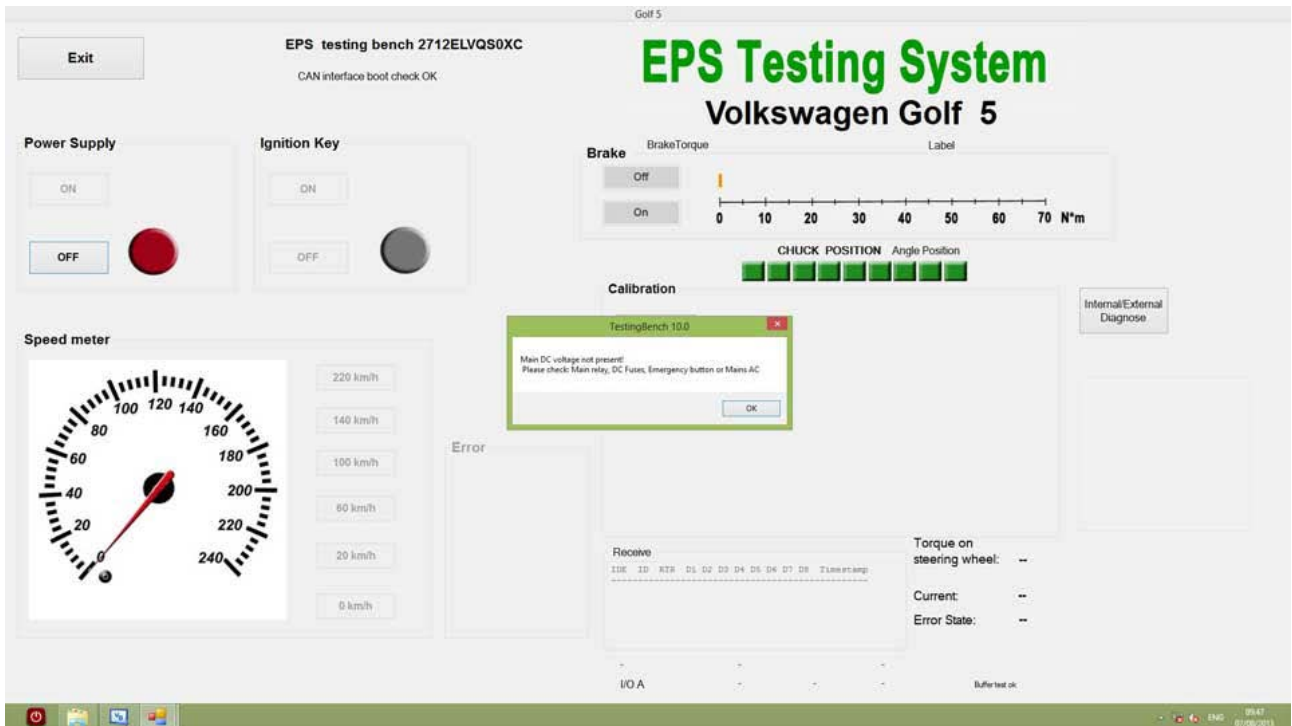 Golf 5
Exit
EPS testing bench 2712ELVQS0XC
CAN interface boot check OK
EPS Testing System
Volkswagen Golf 5
Power Supply
ON
OFF
Ignition Key
ON
OFF
Brake
BrakeTorque
Label
Off
On
0 10 20 30 40 50 60 70 N*m
CHUCK POSITION Angle Position
Calibration
Internal/External
Diagnose
TestingBench 10.0
Main DC voltage not present!
Please check: Main relay, DC Fuses, Emergency button or Mains AC
OK
Speed meter
0 20 40 60 80 100 120 140 160 180 200 220 240
220 km/h
140 km/h
100 km/h
60 km/h
20 km/h
0 km/h
Error
Receive
IDE ID RTR D1 D2 D3 D4 D5 D6 D7 D8 Timestamp
Torque on
steering wheel: --
Current: --
Error State: --
I/O A
Buffer test ok
ENG
09:47
07/08/2013